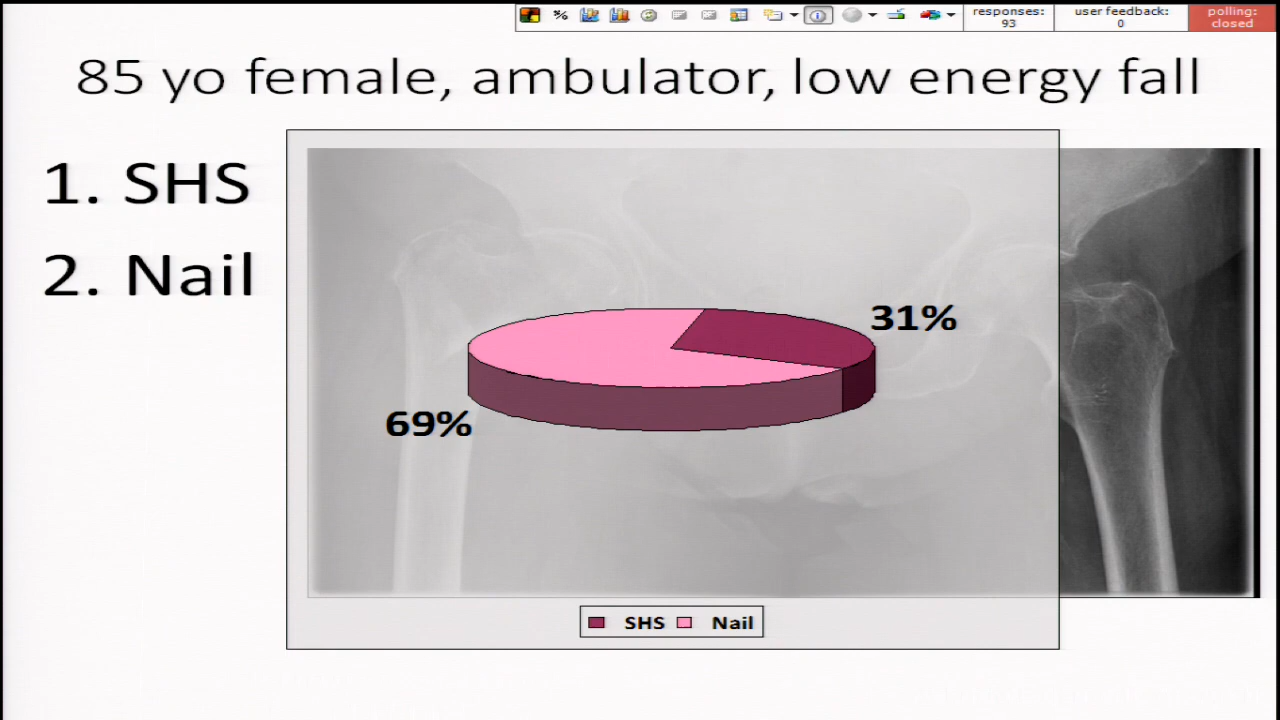 responses:
93
user feedback:
0
polling:
closed
%
85 yo female, ambulator, low energy fall
1. SHS
2. Nail
31%
69%
SHS
Nail